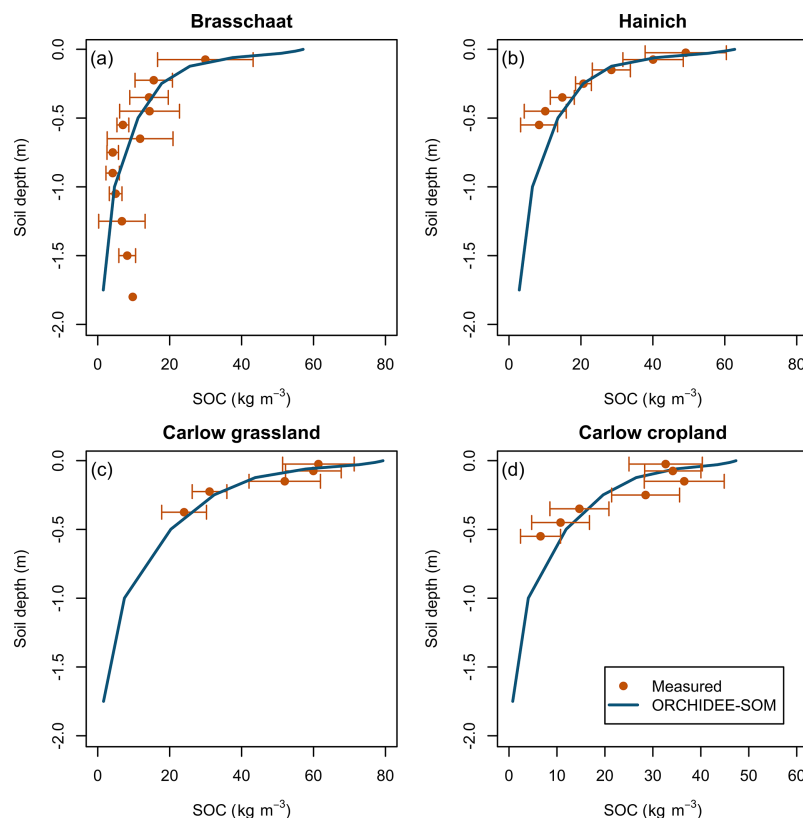 Brasschaat
(a)
0.0
-0.5
-1.0
-1.5
-2.0
Soil depth (m)
0 20 40 60 80
SOC (kg m⁻³)
Hainich
(b)
0.0
-0.5
-1.0
-1.5
-2.0
Soil depth (m)
0 20 40 60 80
SOC (kg m⁻³)
Carlow grassland
(c)
0.0
-0.5
-1.0
-1.5
-2.0
Soil depth (m)
0 20 40 60 80
SOC (kg m⁻³)
Carlow cropland
(d)
0.0
-0.5
-1.0
-1.5
-2.0
Soil depth (m)
Measured
ORCHIDEE-SOM
0 10 20 30 40 50 60
SOC (kg m⁻³)